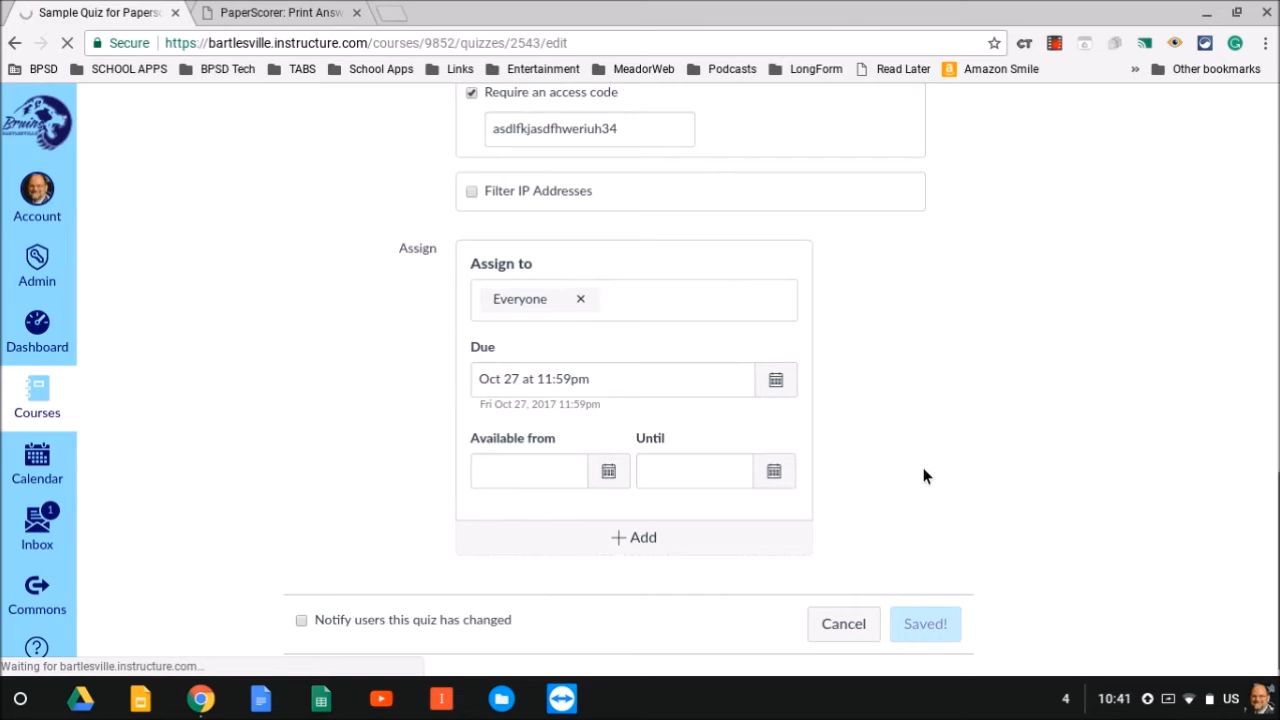 Sample Quiz for Papersc
PaperScorer: Print Answ
Secure
https://bartlesville.instructure.com/courses/9852/quizzes/2543/edit
BPSD
SCHOOL APPS
BPSD Tech
TABS
School Apps
Links
Entertainment
MeadorWeb
Podcasts
LongForm
Read Later
Amazon Smile
»
Other bookmarks
Bruins
BARTLESVILLE
Account
Admin
Dashboard
Courses
Calendar
1
Inbox
Commons
Require an access code
asdlfkjasdfhweriuh34
Filter IP Addresses
Assign
Assign to
Everyone
Due
Oct 27 at 11:59pm
Fri Oct 27, 2017 11:59pm
Available from
Until
Add
Notify users this quiz has changed
Cancel
Saved!
Waiting for bartlesville.instructure.com...
4
10:41
US